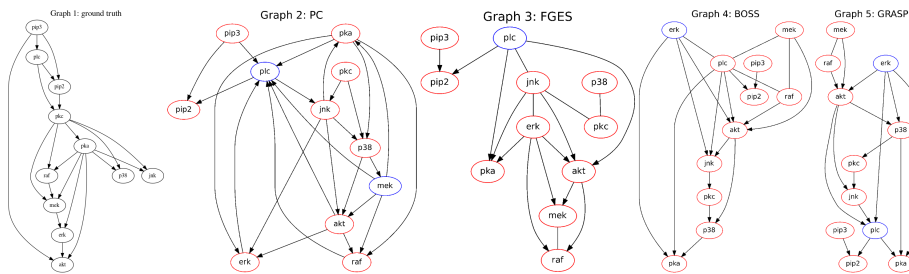 Graph 1: ground truth
pip3
plc
pip2
pkc
pka
raf
p38
jnk
mek
erk
akt
Graph 2: PC
pip3
pka
plc
pkc
pip2
jnk
p38
mek
akt
erk
raf
Graph 3: FGES
plc
pip3
pip2
jnk
p38
erk
pkc
pka
akt
mek
raf
Graph 4: BOSS
erk
mek
plc
pip3
pip2
raf
akt
jnk
pkc
p38
pka
Graph 5: GRASP
mek
raf
erk
akt
p38
pkc
jnk
pip3
plc
pip2
pka